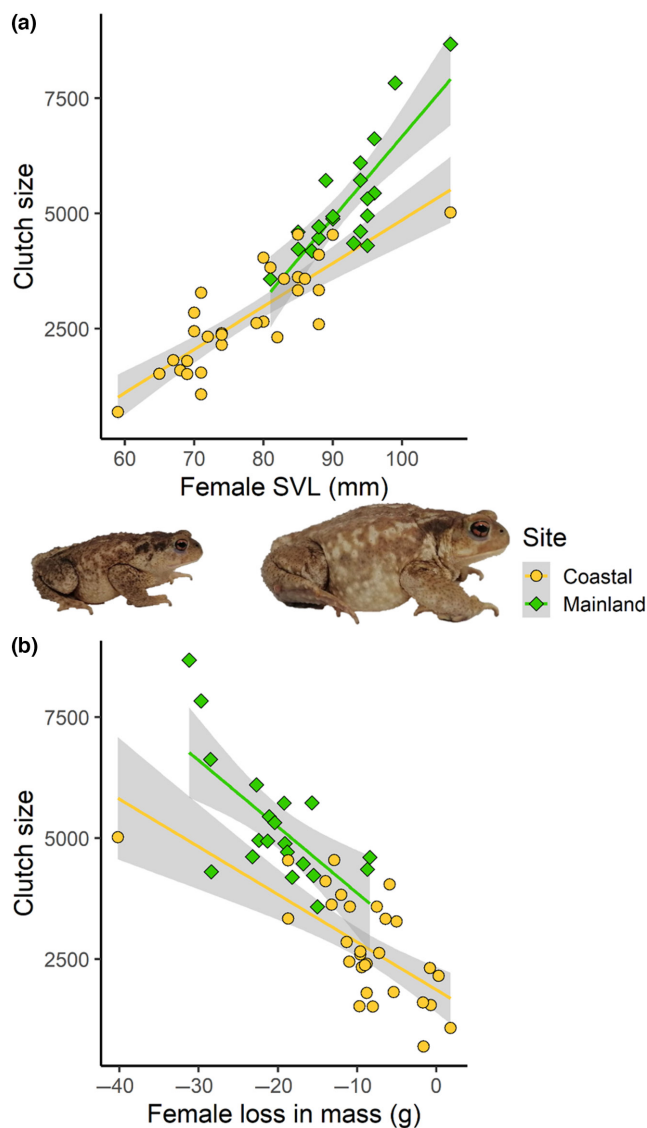 (a)
Clutch size
7500
5000
2500
60 70 80 90 100
Female SVL (mm)
Site
Coastal
Mainland
(b)
Clutch size
7500
5000
2500
−40 −30 −20 −10 0
Female loss in mass (g)